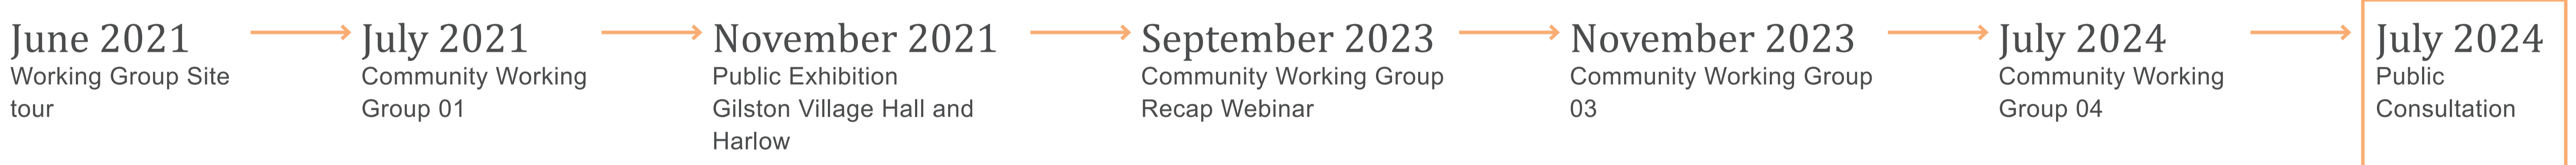 June 2021
Working Group Site
tour
July 2021
Community Working
Group 01
November 2021
Public Exhibition
Gilston Village Hall and
Harlow
September 2023
Community Working Group
Recap Webinar
November 2023
Community Working Group
03
July 2024
Community Working
Group 04
July 2024
Public
Consultation